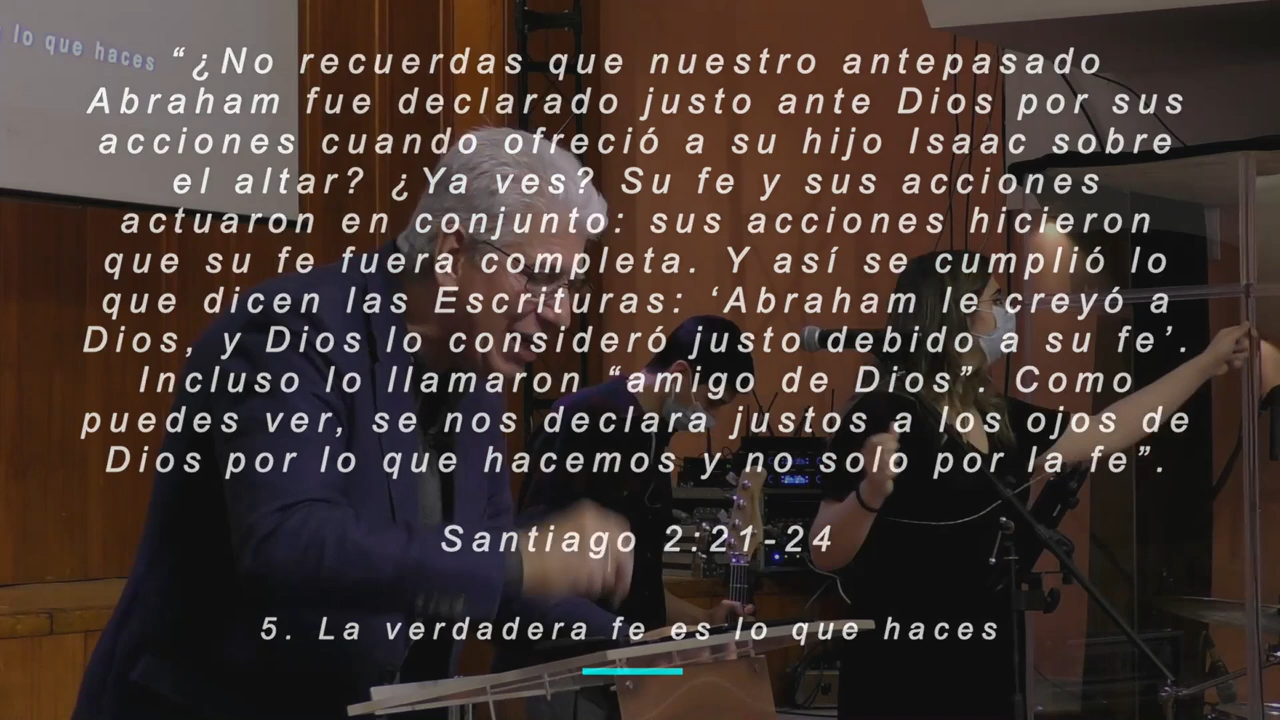 lo que haces
“¿No recuerdas que nuestro antepasado
Abraham fue declarado justo ante Dios por sus
acciones cuando ofreció a su hijo Isaac sobre
el altar? ¿Ya ves? Su fe y sus acciones
actuaron en conjunto: sus acciones hicieron
que su fe fuera completa. Y así se cumplió lo
que dicen las Escrituras: ‘Abraham le creyó a
Dios, y Dios lo consideró justo debido a su fe’.
Incluso lo llamaron “amigo de Dios”. Como
puedes ver, se nos declara justos a los ojos de
Dios por lo que hacemos y no solo por la fe”.
Santiago 2:21-24
5. La verdadera fe es lo que haces